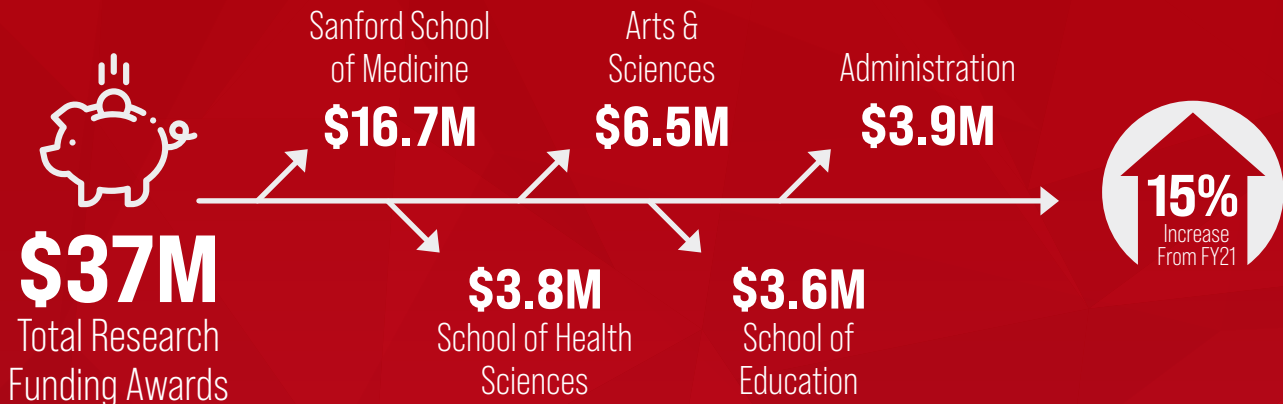 $37M
Total Research
Funding Awards
Sanford School
of Medicine
$16.7M
$3.8M
School of Health
Sciences
Arts &
Sciences
$6.5M
$3.6M
School of
Education
Administration
$3.9M
15%
Increase
From FY21